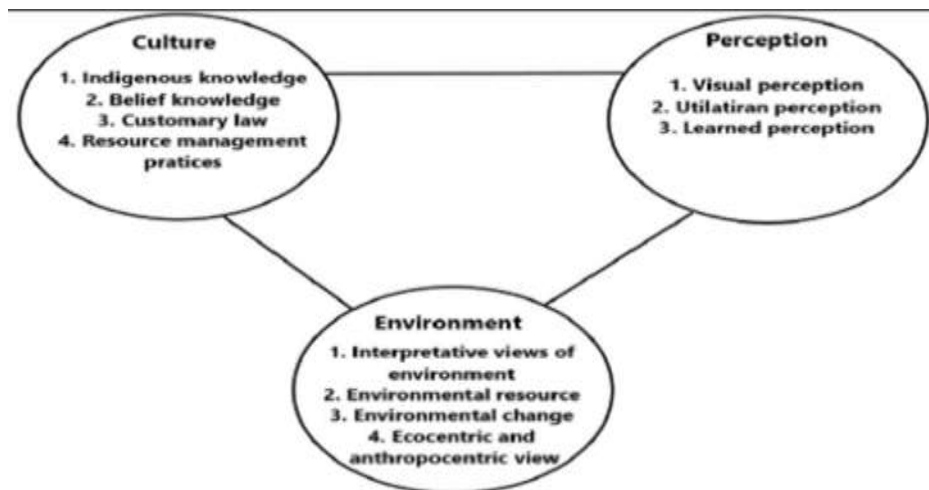 Culture
1. Indigenous knowledge
2. Belief knowledge
3. Customary law
4. Resource management
pratices
Perception
1. Visual perception
2. Utilatiran perception
3. Learned perception
Environment
1. Interpretative views of
environment
2. Environmental resource
3. Environmental change
4. Ecocentric and
anthropocentric view